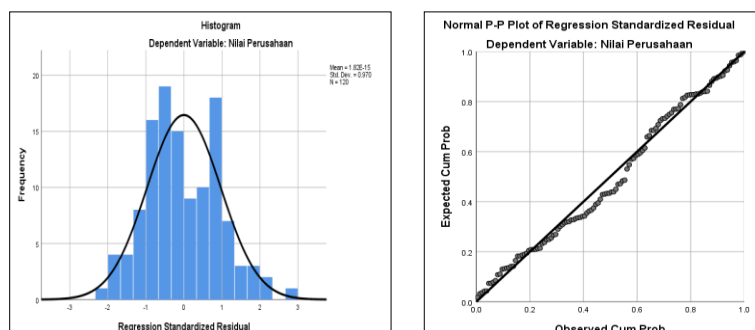 Histogram
Dependent Variable: Nilai Perusahaan
Mean = 1.82E-15
Std. Dev. = 0.970
N = 120
20
15
10
5
0
Frequency
-3 -2 -1 0 1 2 3
Regression Standardized Residual
Normal P-P Plot of Regression Standardized Residual
Dependent Variable: Nilai Perusahaan
1.0
0.8
0.6
0.4
0.2
0.0
Expected Cum Prob
0.0 0.2 0.4 0.6 0.8 1.0
Observed Cum Prob